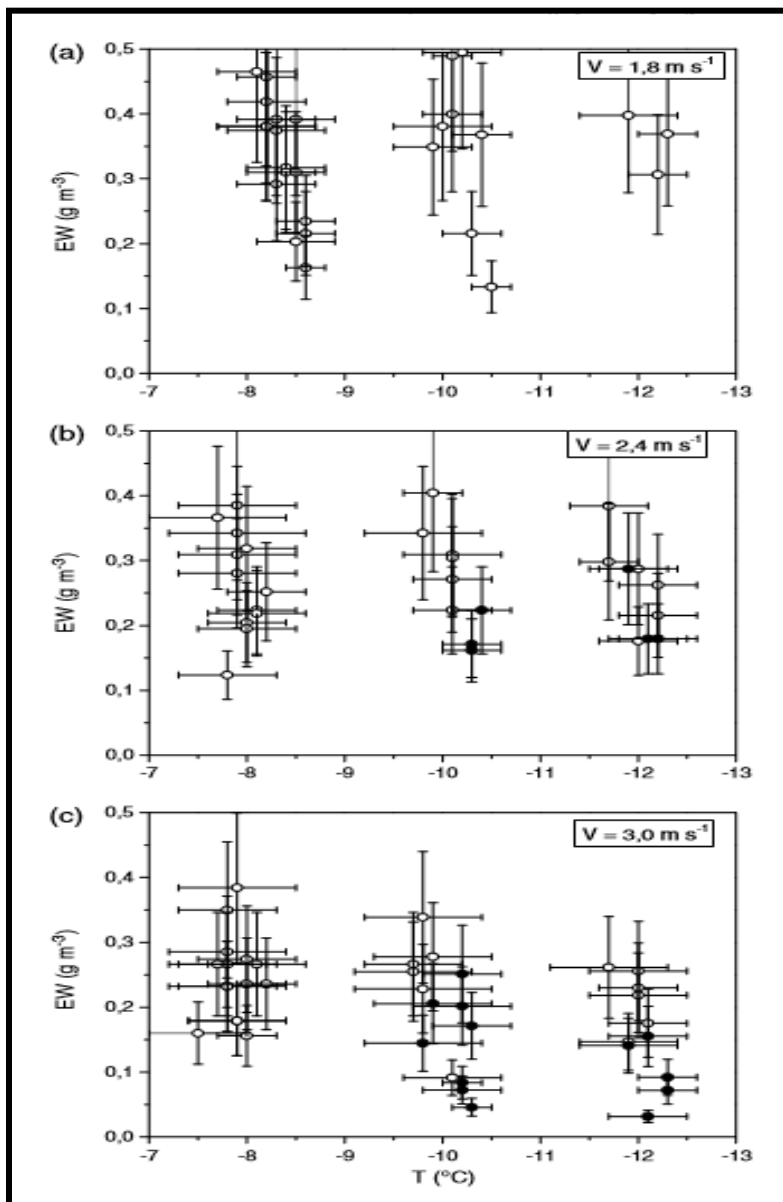 (a)
V = 1,8 m s⁻¹
EW (g m⁻³)
0,5
0,4
0,3
0,2
0,1
0,0
-7 -8 -9 -10 -11 -12 -13
(b)
V = 2,4 m s⁻¹
EW (g m⁻³)
0,5
0,4
0,3
0,2
0,1
0,0
-7 -8 -9 -10 -11 -12 -13
(c)
V = 3,0 m s⁻¹
EW (g m⁻³)
0,5
0,4
0,3
0,2
0,1
0,0
-7 -8 -9 -10 -11 -12 -13
T (°C)